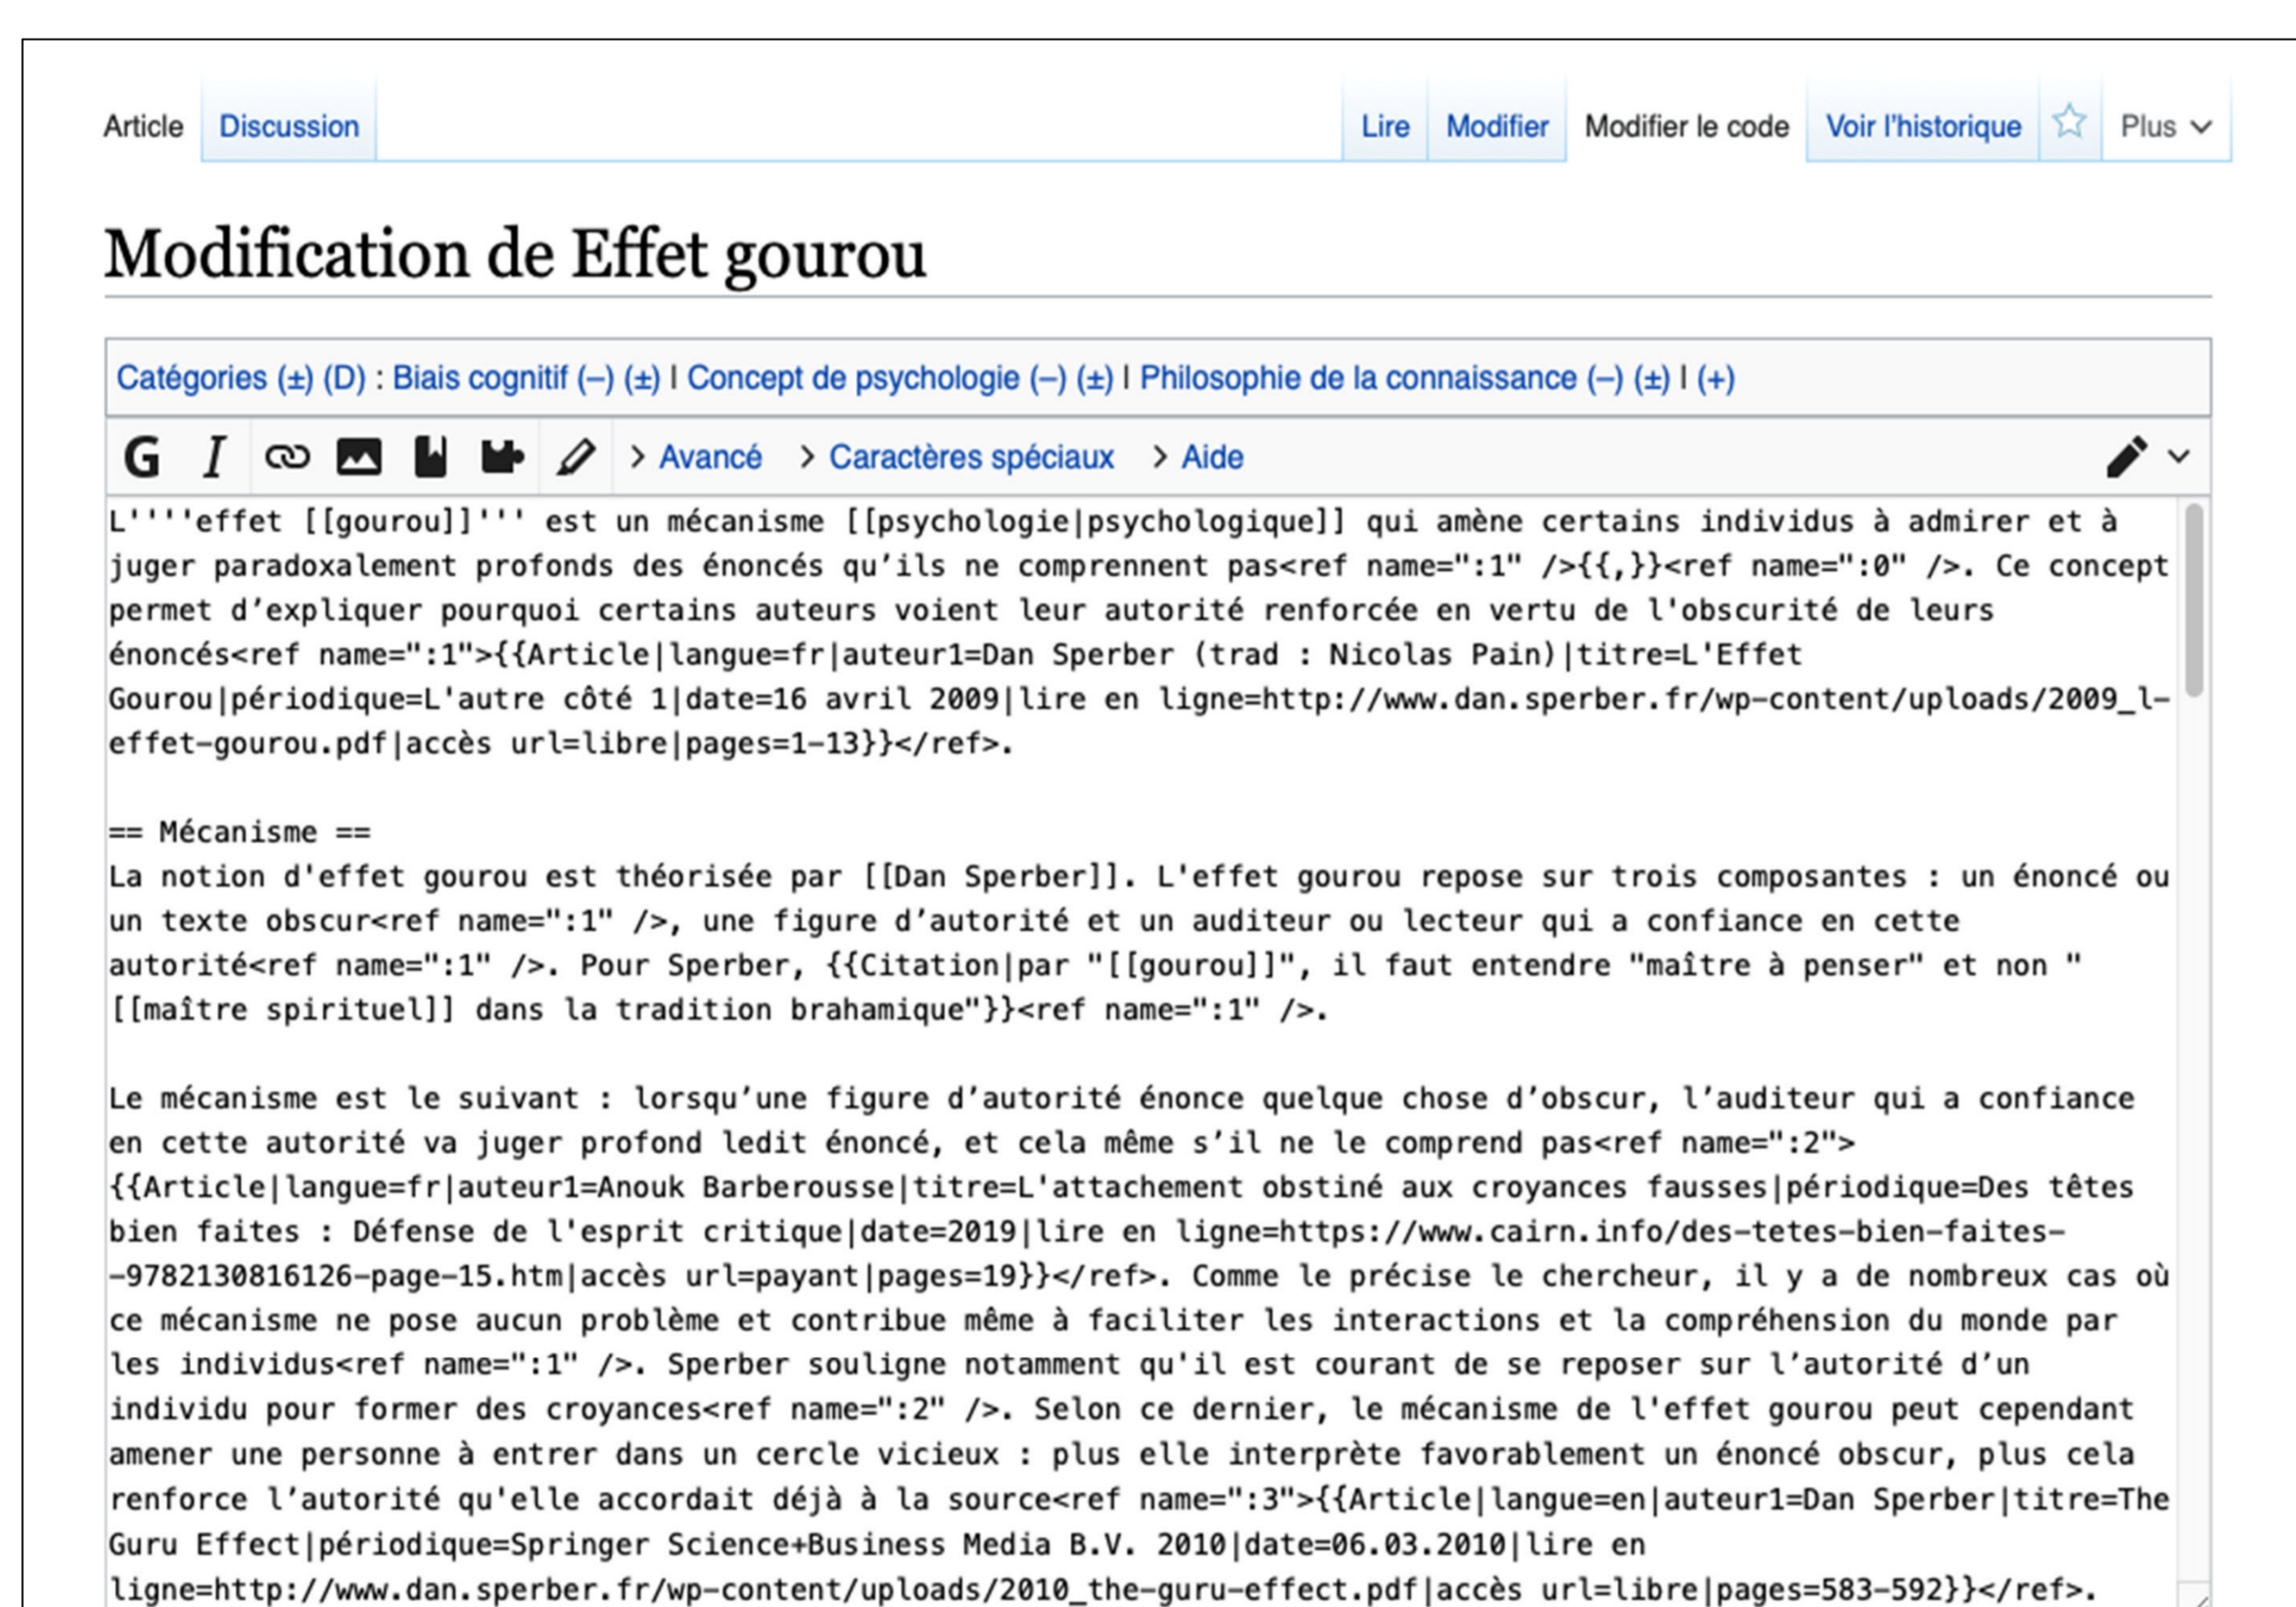 Article Discussion Lire Modifier Modifier le code Voir l'historique Plus
Modification de Effet gourou
Catégories (±) (D) : Biais cognitif (–) (±) | Concept de psychologie (–) (±) | Philosophie de la connaissance (–) (±) | (+)
G I Avancé Caractères spéciaux Aide
L''''effet [[gourou]]''' est un mécanisme [[psychologie|psychologique]] qui amène certains individus à admirer et à
juger paradoxalement profonds des énoncés qu’ils ne comprennent pas<ref name=":1" />{{,}}<ref name=":0" />. Ce concept
permet d’expliquer pourquoi certains auteurs voient leur autorité renforcée en vertu de l'obscurité de leurs
énoncés<ref name=":1">{{Article|langue=fr|auteur1=Dan Sperber (trad : Nicolas Pain)|titre=L'Effet
Gourou|périodique=L'autre côté 1|date=16 avril 2009|lire en ligne=http://www.dan.sperber.fr/wp-content/uploads/2009_l-
effet-gourou.pdf|accès url=libre|pages=1-13}}</ref>.
== Mécanisme ==
La notion d'effet gourou est théorisée par [[Dan Sperber]]. L'effet gourou repose sur trois composantes : un énoncé ou
un texte obscur<ref name=":1" />, une figure d’autorité et un auditeur ou lecteur qui a confiance en cette
autorité<ref name=":1" />. Pour Sperber, {{Citation|par "[[gourou]]", il faut entendre "maître à penser" et non "
[[maître spirituel]] dans la tradition brahamique"}}<ref name=":1" />.
Le mécanisme est le suivant : lorsqu’une figure d’autorité énonce quelque chose d’obscur, l’auditeur qui a confiance
en cette autorité va juger profond ledit énoncé, et cela même s’il ne le comprend pas<ref name=":2">
{{Article|langue=fr|auteur1=Anouk Barberousse|titre=L'attachement obstiné aux croyances fausses|périodique=Des têtes
bien faites : Défense de l'esprit critique|date=2019|lire en ligne=https://www.cairn.info/des-tetes-bien-faites-
-9782130816126-page-15.htm|accès url=payant|pages=19}}</ref>. Comme le précise le chercheur, il y a de nombreux cas où
ce mécanisme ne pose aucun problème et contribue même à faciliter les interactions et la compréhension du monde par
les individus<ref name=":1" />. Sperber souligne notamment qu'il est courant de se reposer sur l’autorité d’un
individu pour former des croyances<ref name=":2" />. Selon ce dernier, le mécanisme de l'effet gourou peut cependant
amener une personne à entrer dans un cercle vicieux : plus elle interprète favorablement un énoncé obscur, plus cela
renforce l’autorité qu'elle accordait déjà à la source<ref name=":3">{{Article|langue=en|auteur1=Dan Sperber|titre=The
Guru Effect|périodique=Springer Science+Business Media B.V. 2010|date=06.03.2010|lire en
ligne=http://www.dan.sperber.fr/wp-content/uploads/2010_the-guru-effect.pdf|accès url=libre|pages=583-592}}</ref>.